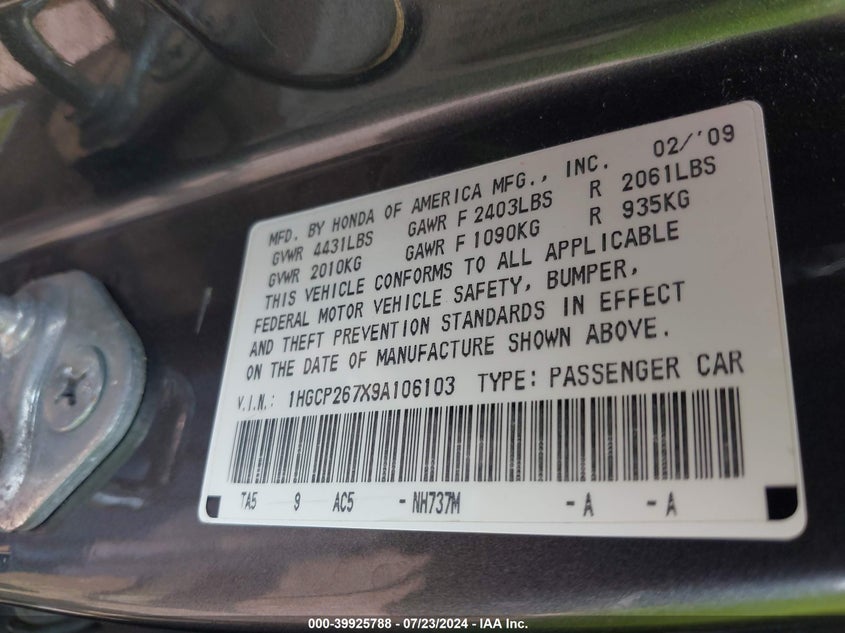 MFD. BY HONDA OF AMERICA MFG., INC. 02/'09
GVWR 4431LBS GAWR F 2403LBS R 2061LBS
GVWR 2010KG GAWR F 1090KG R 935KG
THIS VEHICLE CONFORMS TO ALL APPLICABLE
FEDERAL MOTOR VEHICLE SAFETY, BUMPER,
AND THEFT PREVENTION STANDARDS IN EFFECT
ON THE DATE OF MANUFACTURE SHOWN ABOVE.
V.I.N.: 1HGCP267X9A106103 TYPE: PASSENGER CAR
TA5 9 AC5 -NH737M -A -A
000-39925788 - 07/23/2024 - IAA Inc.